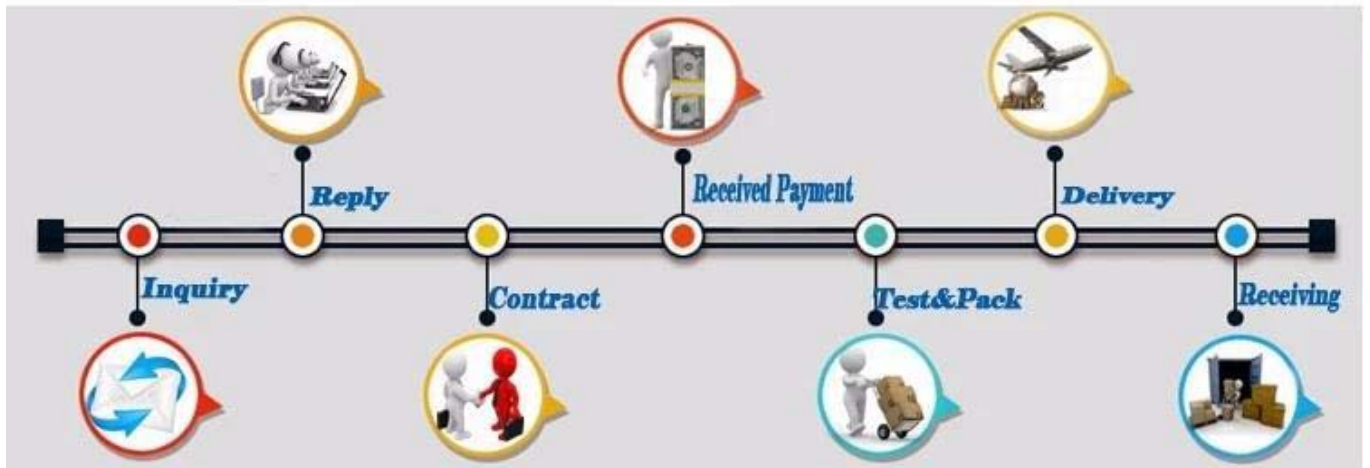 Inquiry
Reply
Contract
Received Payment
Test&Pack
Delivery
Receiving